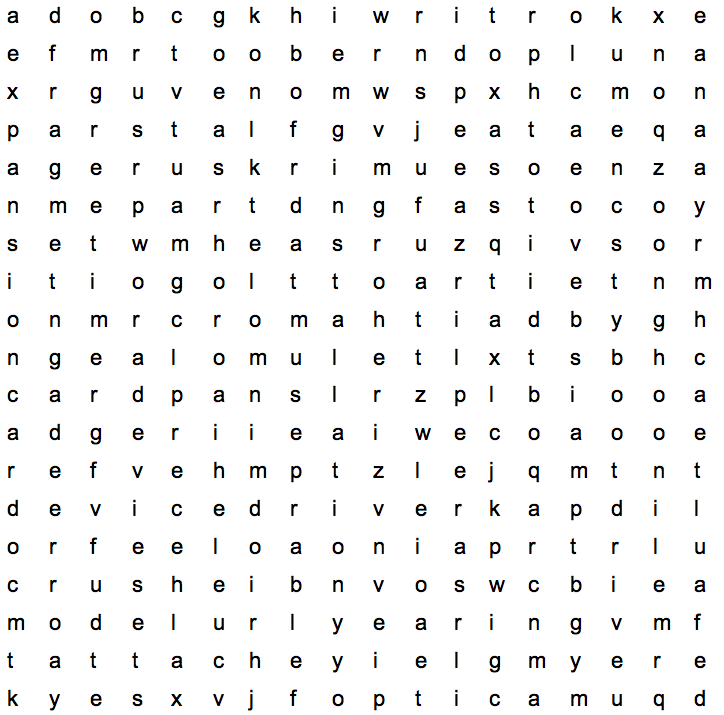 a d o b c g k h i w r i t r o k x e
e f m r t o o b e r n d o p l u n a
x r g u v e n o m w s p x h c m o n
p a r s t a l f g v j e a t a e q a
a g e r u s k r i m u e s o e n z a
n m e p a r t d n g f a s t o c o y
s e t w m h e a s r u z q i v s o r
i t i o g o l t t o a r t i e t n m
o n m r c r o m a h t i a d b y g h
n g e a l o m u l e t l x t s b h c
c a r d p a n s l r z p l b i o o a
a d g e r i i e a i w e c o a o o e
r e f v e h m p t z l e j q m t n t
d e v i c e d r i v e r k a p d i l
o r f e e l o a o n i a p r t r l u
c r u s h e i b n v o s w c b i e a
m o d e l u r l y e a r i n g v m f
t a t t a c h e y i e l g m y e r e
k y e s x v j f o p t i c a m u q d